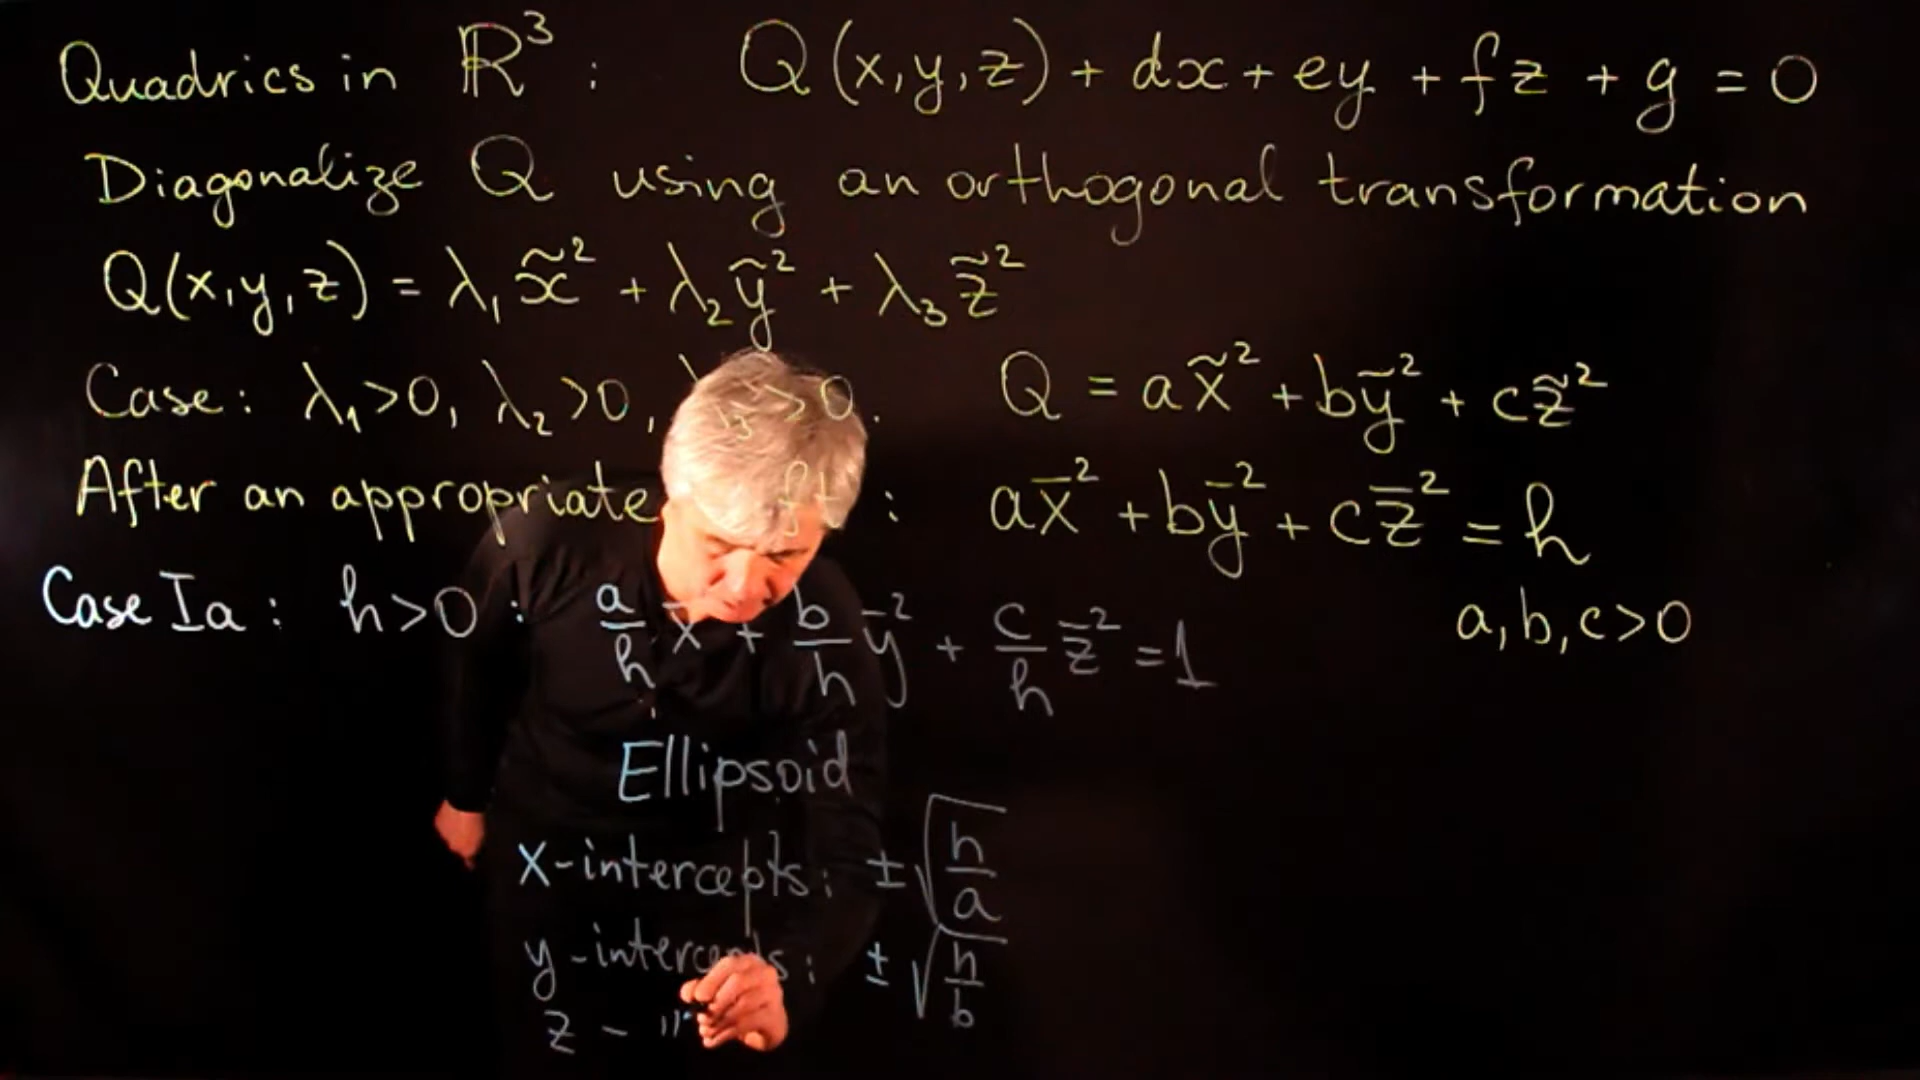 Quadrics in ℝ³ : Q(x,y,z) + dx + ey + fz + g = 0
Diagonalize Q using an orthogonal transformation
Q(x,y,z) = λ₁x̃² + λ₂ỹ² + λ₃z̃²
Case: λ₁>0, λ₂>0, λ₃>0. Q = ax̃² + bỹ² + cz̃²
After an appropriate : ax̄² + bȳ² + cz̄² = h
Case Ia : h>0 : a/h x̄ + b/h ȳ² + c/h z̄² = 1 a, b, c > 0
Ellipsoid
x-intercepts: ± √(h/a)
y-intercepts: ± √(h/b)
z - "